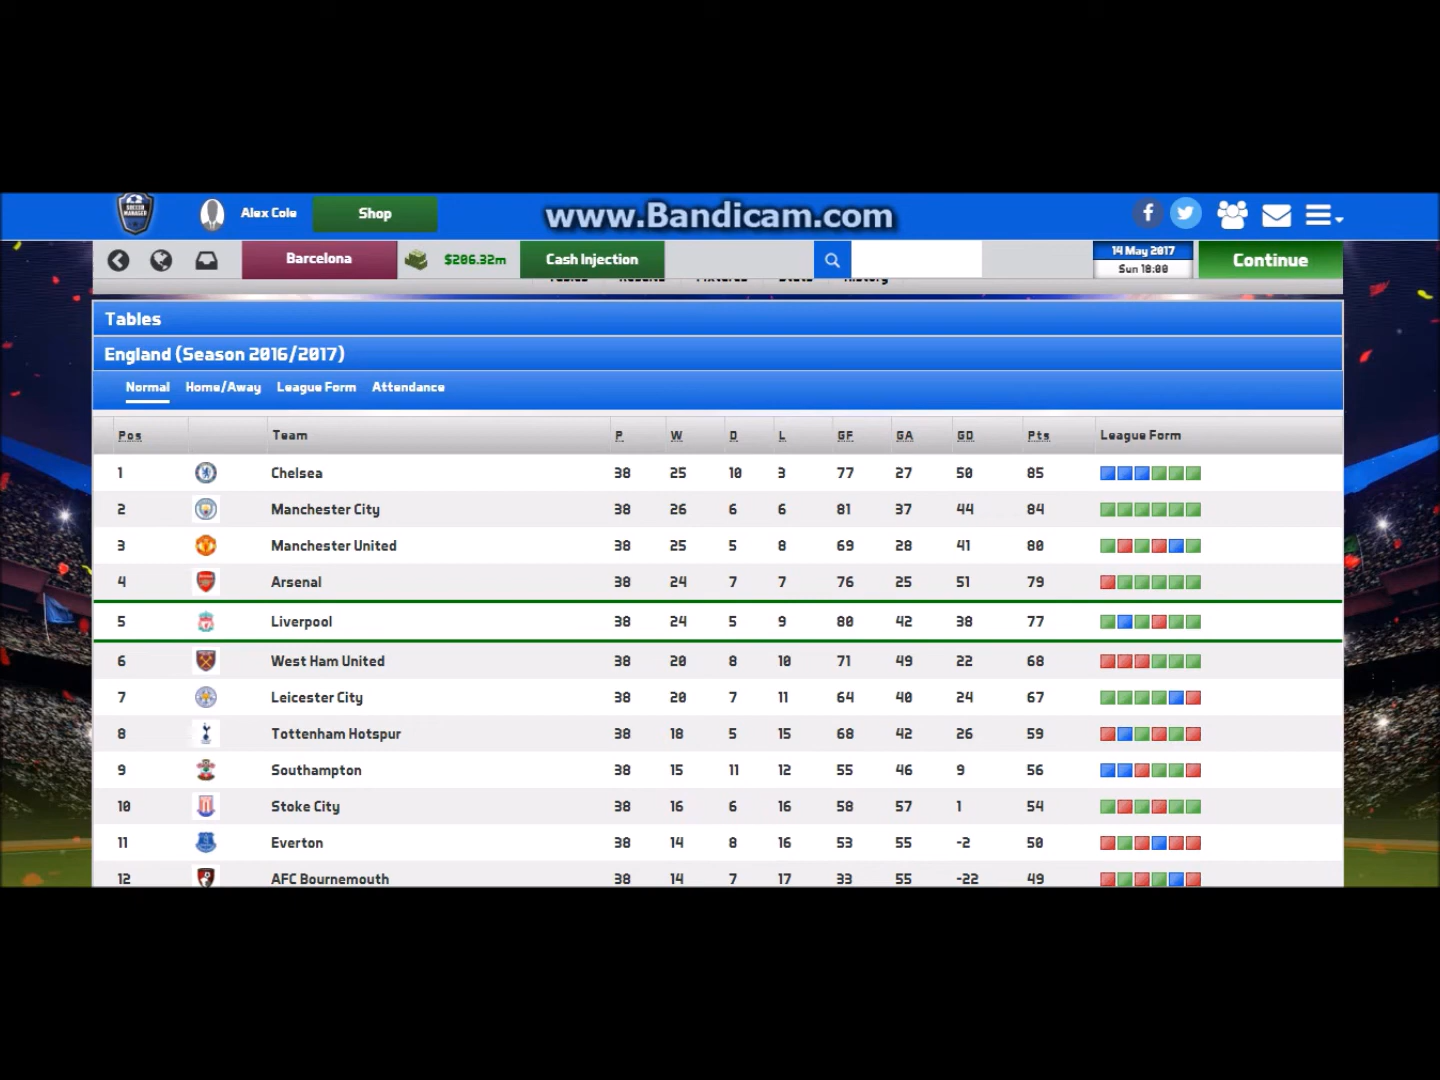 Alex Cole Shop www.Bandicam.com
SOCCER MANAGER
Barcelona $206.32m Cash Injection 14 May 2017 Sun 18:00 Continue
Tables Results Fixtures Stats History
Tables
England (Season 2016/2017)
Normal Home/Away League Form Attendance
Pos Team P W D L GF GA GD Pts League Form
1 Chelsea 38 25 10 3 77 27 50 85
2 Manchester City 38 26 6 6 81 37 44 84
3 Manchester United 38 25 5 8 69 28 41 80
4 Arsenal 38 24 7 7 76 25 51 79
5 Liverpool 38 24 5 9 80 42 38 77
6 West Ham United 38 20 8 10 71 49 22 68
7 Leicester City 38 20 7 11 64 40 24 67
8 Tottenham Hotspur 38 18 5 15 68 42 26 59
9 Southampton 38 15 11 12 55 46 9 56
10 Stoke City 38 16 6 16 58 57 1 54
11 Everton 38 14 8 16 53 55 -2 50
12 AFC Bournemouth 38 14 7 17 33 55 -22 49